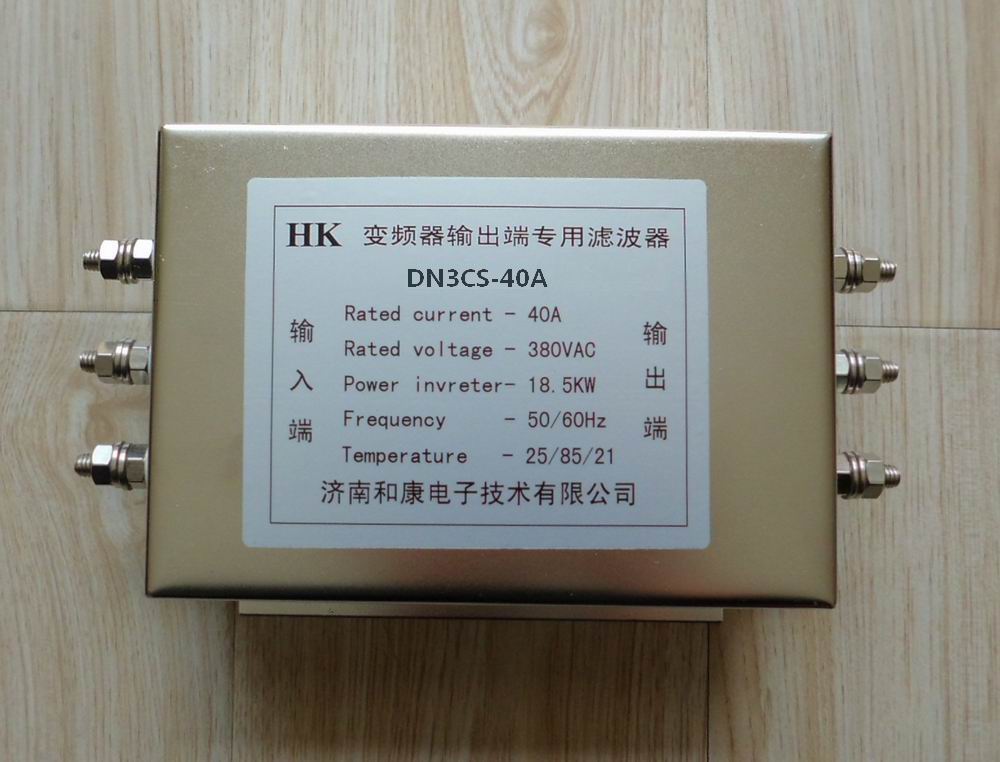 HK 变频器输出端专用滤波器
DN3CS-40A
输入端
Rated current - 40A
Rated voltage - 380VAC
Power invreter- 18.5KW
Frequency - 50/60Hz
Temperature - 25/85/21
输出端
济南和康电子技术有限公司